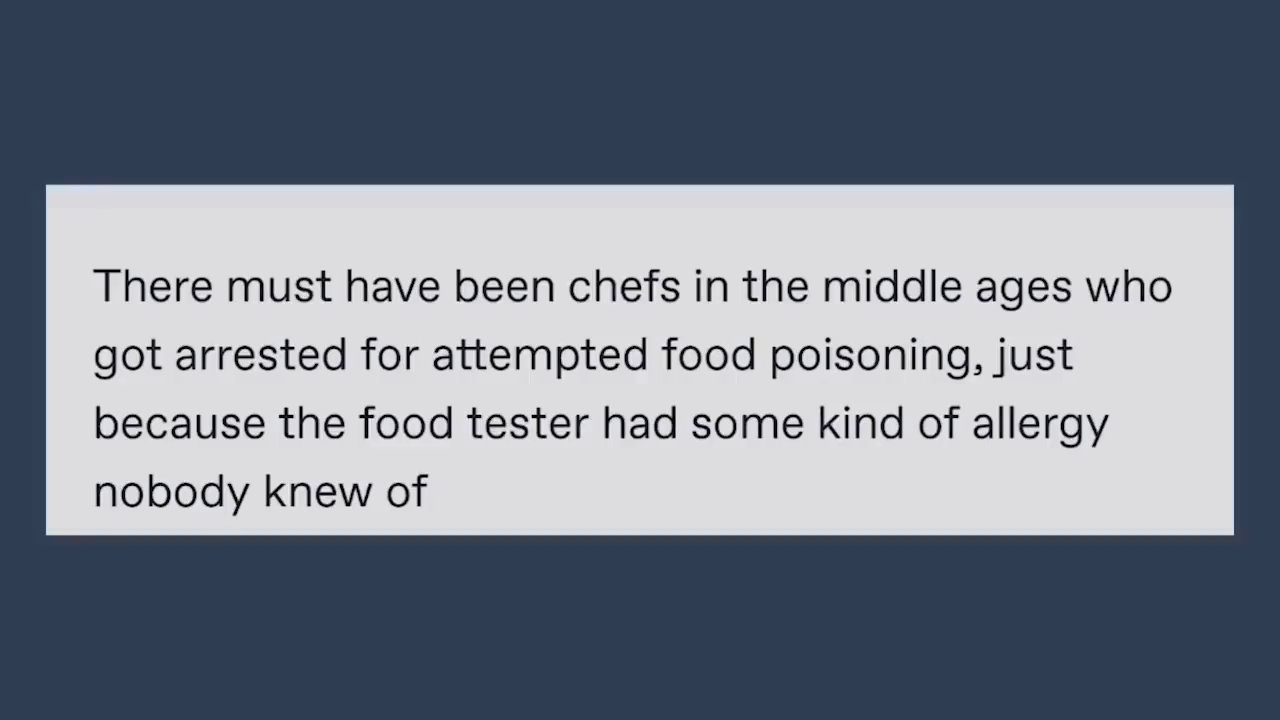 There must have been chefs in the middle ages who
got arrested for attempted food poisoning, just
because the food tester had some kind of allergy
nobody knew of